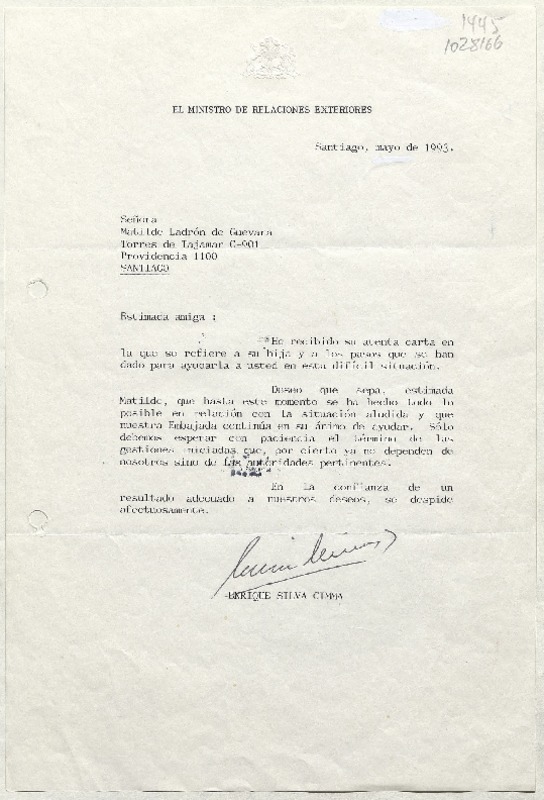 1445
1028166
EL MINISTRO DE RELACIONES EXTERIORES
Santiago, mayo de 1993.
Señora
Matilde Ladrón de Guevara
Torres de Tajamar C-901
Providencia 1100
SANTIAGO
Estimada amiga :
He recibido su atenta carta en
la que se refiere a su hija y a los pasos que se han
dado para ayudarla a usted en esta difícil situación.
Deseo que sepa, estimada
Matilde, que hasta este momento se ha hecho todo lo
posible en relación con la situación aludida y que
nuestra Embajada continúa en su ánimo de ayudar. Sólo
debemos esperar con paciencia el término de las
gestiones iniciadas que, por cierto ya no dependen de
nosotros sino de las autoridades pertinentes.
En la confianza de un
resultado adecuado a nuestros deseos, se despide
afectuosamente.
ENRIQUE SILVA CIMMA